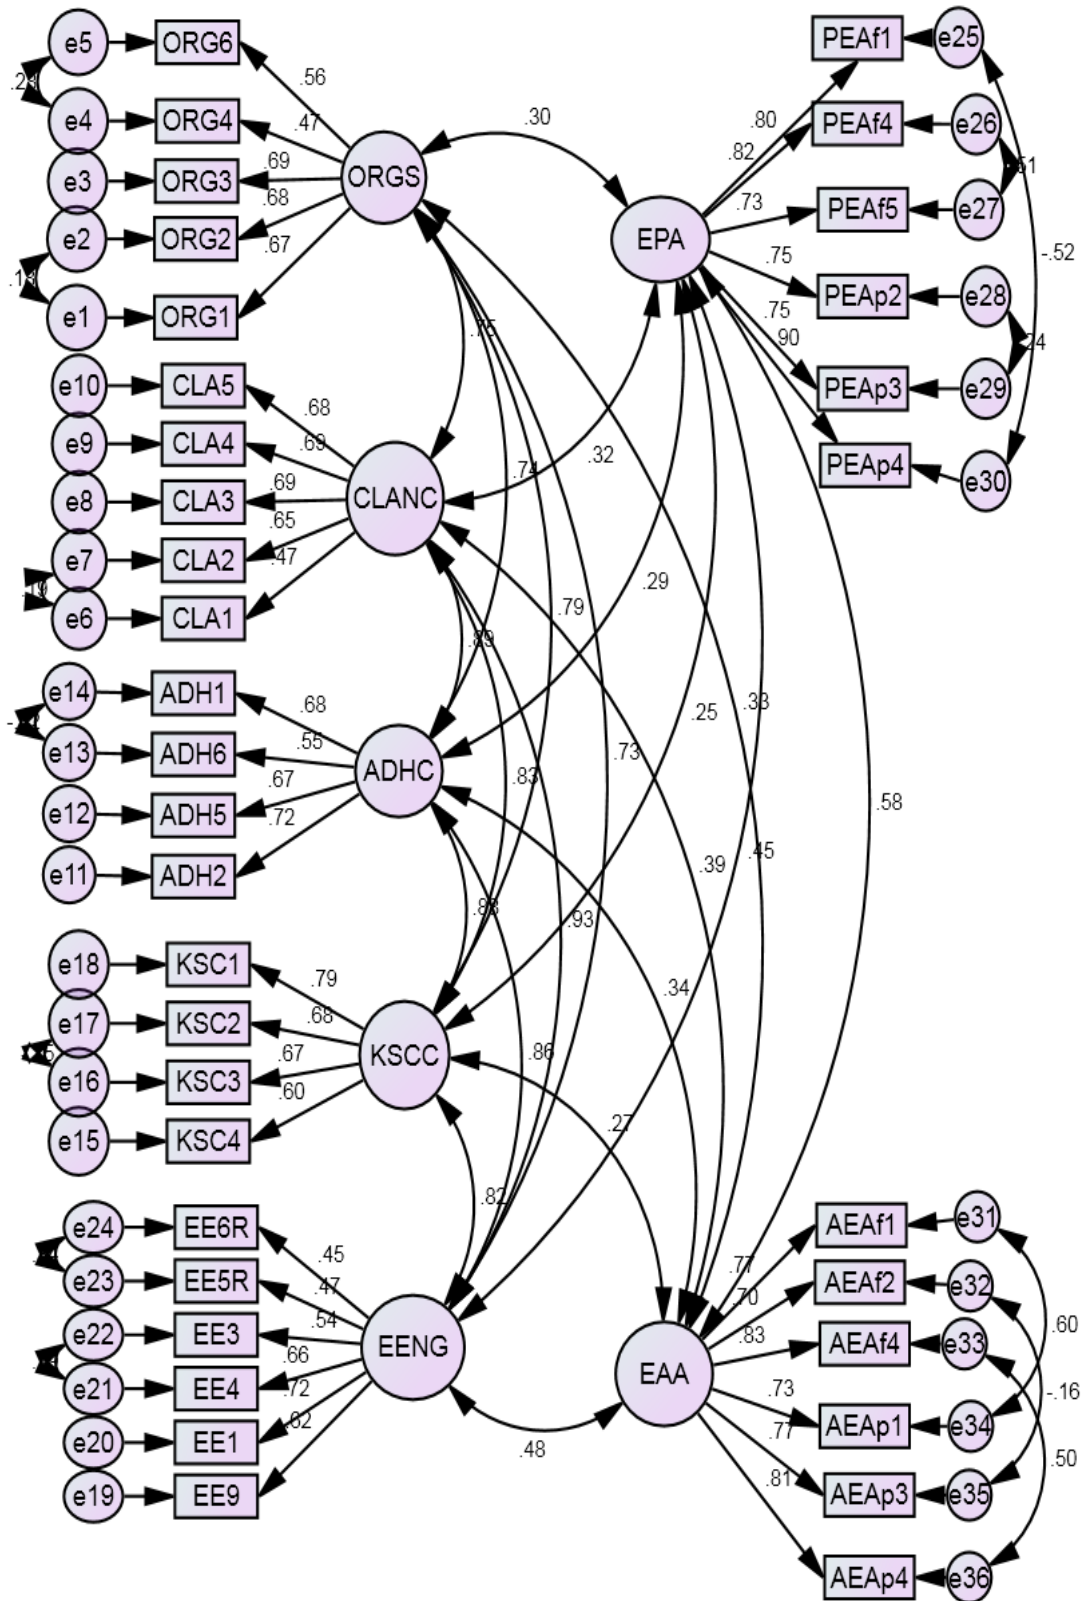 e5 ORG6
e4 ORG4
e3 ORG3
e2 ORG2
e1 ORG1
.56
.47
.69
.68
.67
ORGS
e10 CLA5
e9 CLA4
e8 CLA3
e7 CLA2
e6 CLA1
.68
.69
.69
.65
.47
CLANC
e14 ADH1
e13 ADH6
e12 ADH5
e11 ADH2
.68
.55
.67
.72
ADHC
e18 KSC1
e17 KSC2
e16 KSC3
e15 KSC4
.79
.68
.67
.60
KSCC
e24 EE6R
e23 EE5R
e22 EE3
e21 EE4
e20 EE1
e19 EE9
.45
.47
.54
.66
.72
.62
EENG
.30
.75
.74
.32
.79
.29
.89
.33
.25
.73
.83
.58
.45
.39
.88
.93
.34
.86
.27
.82
.48
EPA
.80
.82
.73
.75
.75
.90
PEAf1 e25
PEAf4 e26
PEAf5 e27
PEAp2 e28
PEAp3 e29
PEAp4 e30
-.52
EAA
.77
.70
.83
.73
.77
.81
AEAf1 e31
AEAf2 e32
AEAf4 e33
AEAp1 e34
AEAp3 e35
AEAp4 e36
.60
-.16
.50